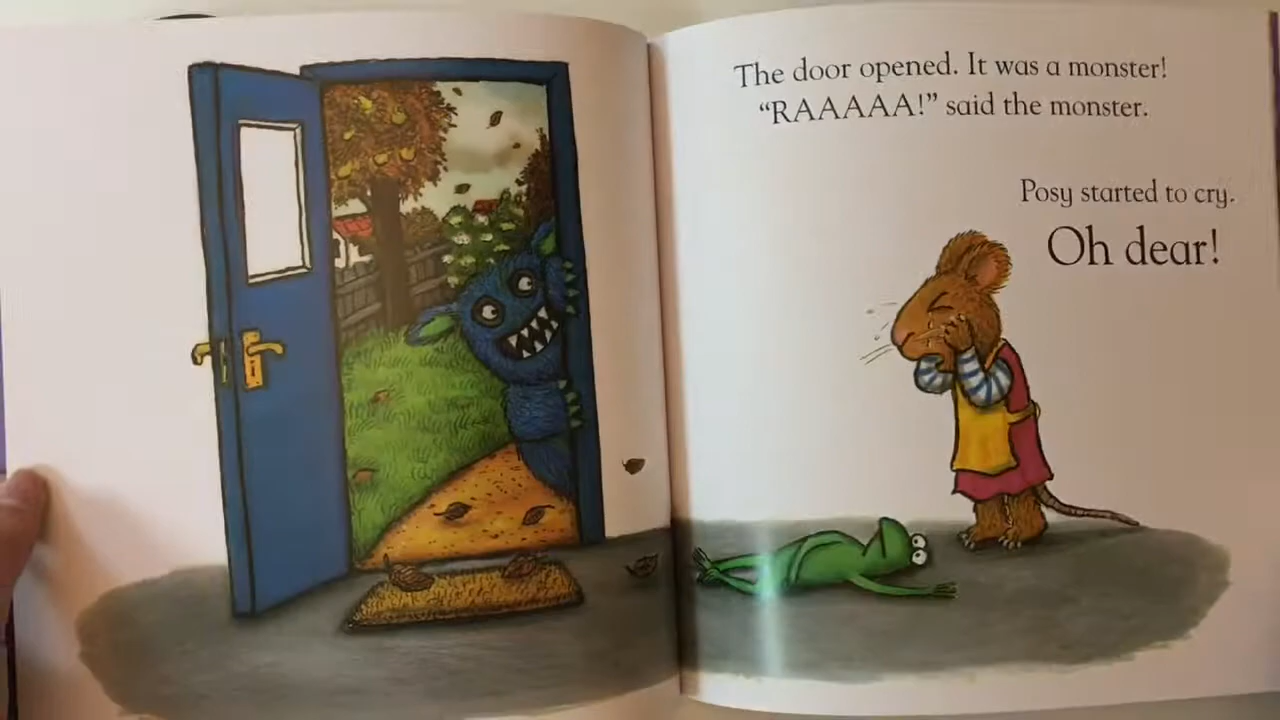 The door opened. It was a monster!
“RAAAAA!” said the monster.
Posy started to cry.
Oh dear!